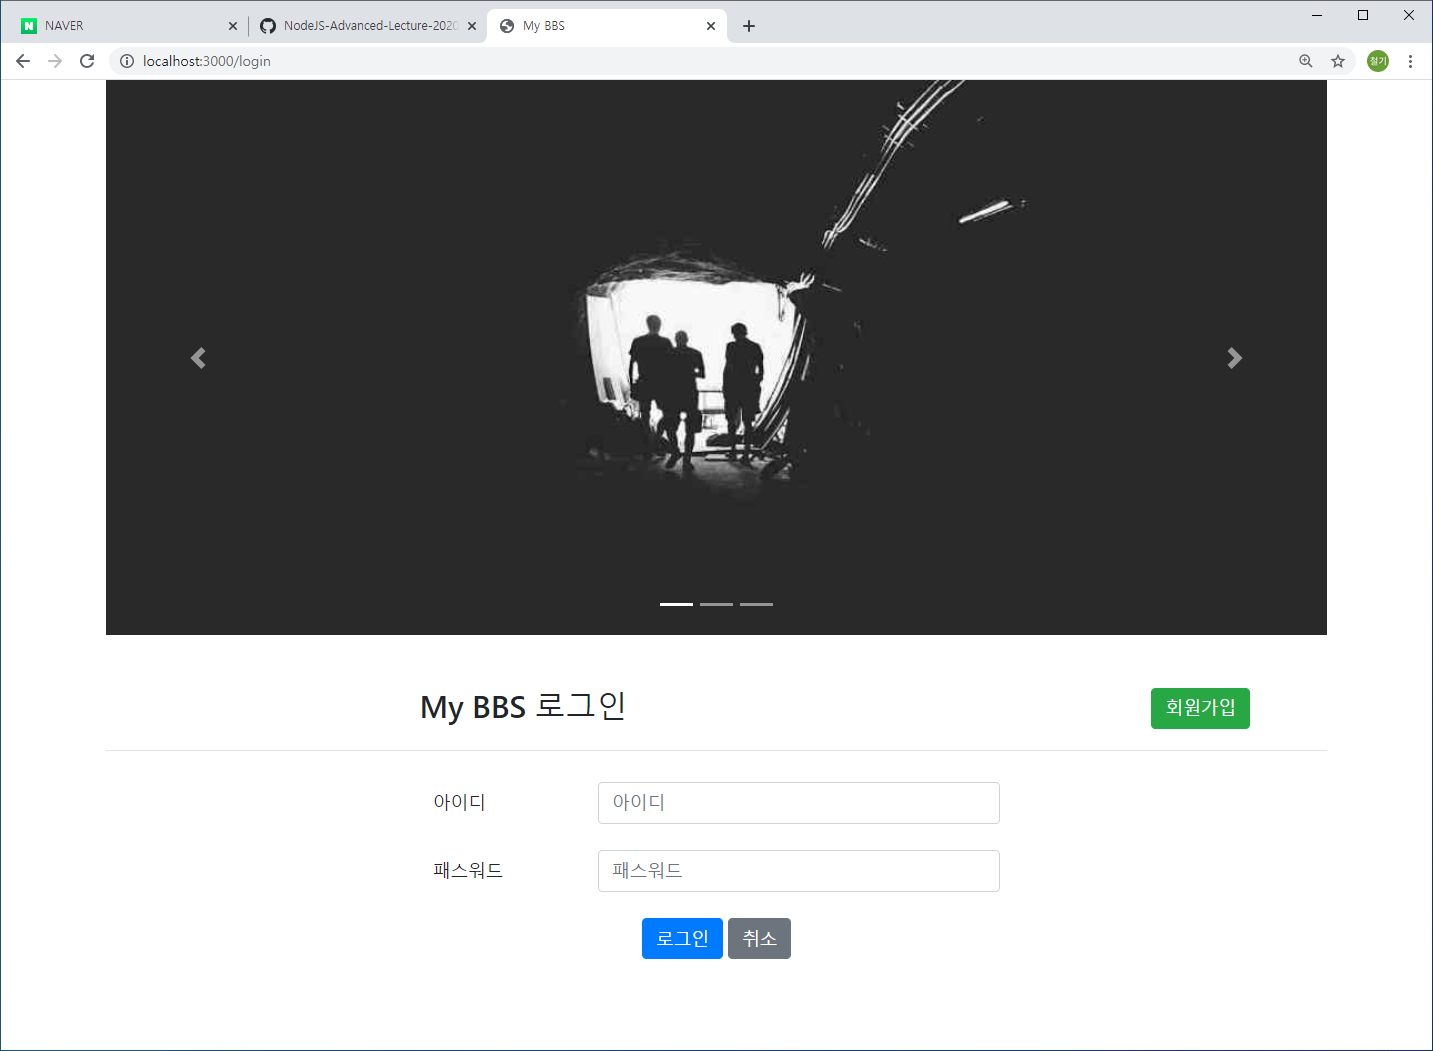 NAVER
NodeJS-Advanced-Lecture-2020
My BBS
localhost:3000/login
철기
My BBS 로그인
회원가입
아이디
아이디
패스워드
패스워드
로그인 취소